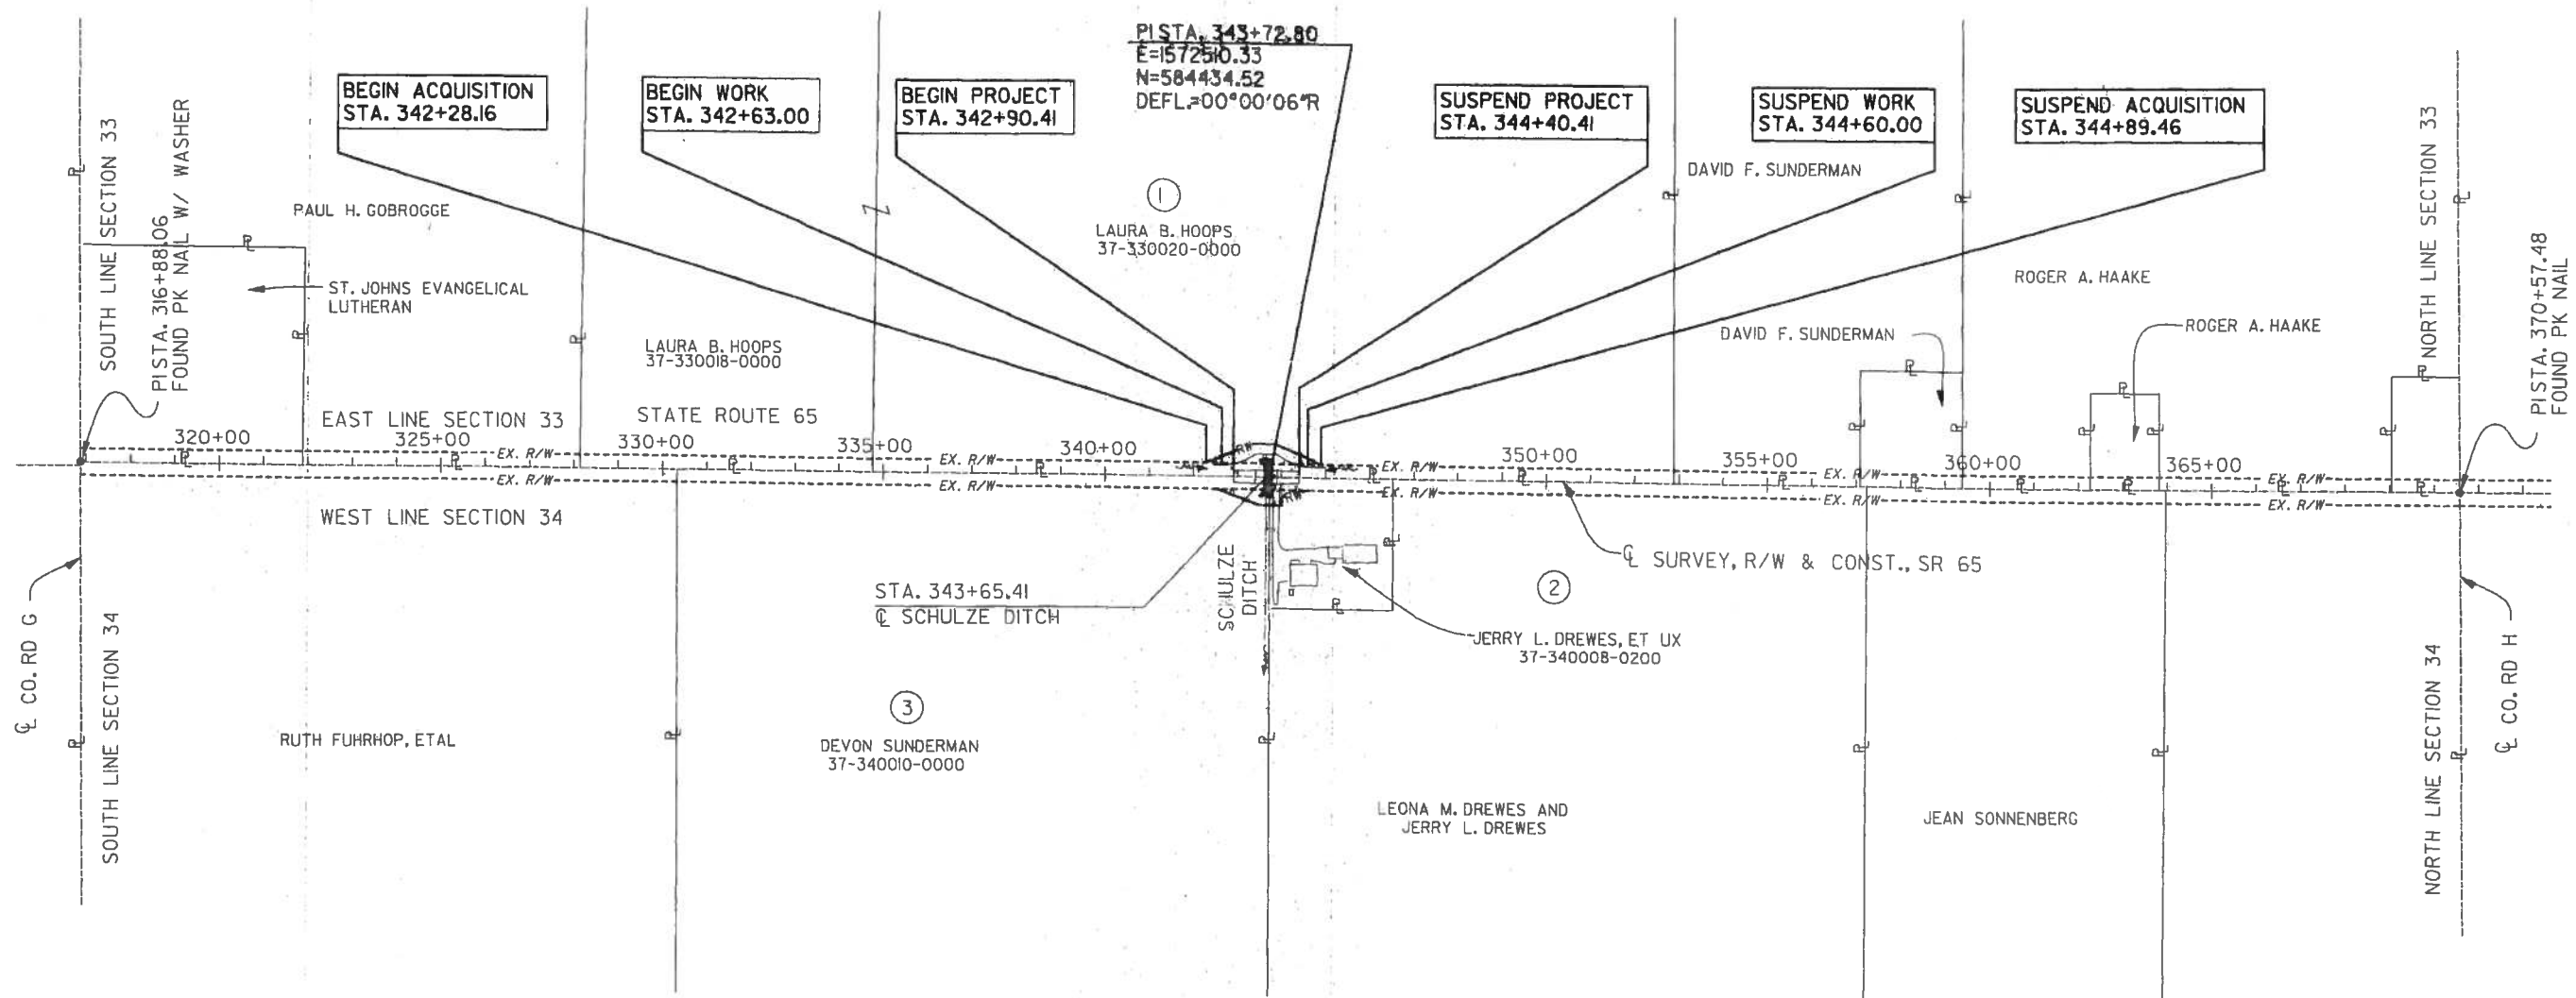 PI STA. 343+72.80
E=1572510.33
N=584434.52
DEFL.=00°00'06"R
BEGIN ACQUISITION
STA. 342+28.16
BEGIN WORK
STA. 342+63.00
BEGIN PROJECT
STA. 342+90.41
SUSPEND PROJECT
STA. 344+40.41
SUSPEND WORK
STA. 344+60.00
SUSPEND ACQUISITION
STA. 344+89.46
SOUTH LINE SECTION 33
PI STA. 316+88.06
FOUND PK NAIL W/ WASHER
PAUL H. GOBROGGE
ST. JOHNS EVANGELICAL
LUTHERAN
LAURA B. HOOPS
37-330018-0000
1
LAURA B. HOOPS
37-330020-0000
DAVID F. SUNDERMAN
DAVID F. SUNDERMAN
ROGER A. HAAKE
ROGER A. HAAKE
NORTH LINE SECTION 33
PI STA. 370+57.48
FOUND PK NAIL
EAST LINE SECTION 33
STATE ROUTE 65
320+00
325+00
330+00
335+00
340+00
350+00
355+00
360+00
365+00
EX. R/W
EX. R/W
EX. R/W
EX. R/W
EX. R/W
EX. R/W
EX. R/W
EX. R/W
EX. R/W
EX. R/W
WEST LINE SECTION 34
STA. 343+65.41
℄ SCHULZE DITCH
SCHULZE
DITCH
℄ SURVEY, R/W & CONST., SR 65
2
JERRY L. DREWES, ET UX
37-340008-0200
℄ CO. RD G
SOUTH LINE SECTION 34
RUTH FUHRHOP, ETAL
3
DEVON SUNDERMAN
37-340010-0000
LEONA M. DREWES AND
JERRY L. DREWES
JEAN SONNENBERG
NORTH LINE SECTION 34
℄ CO. RD H